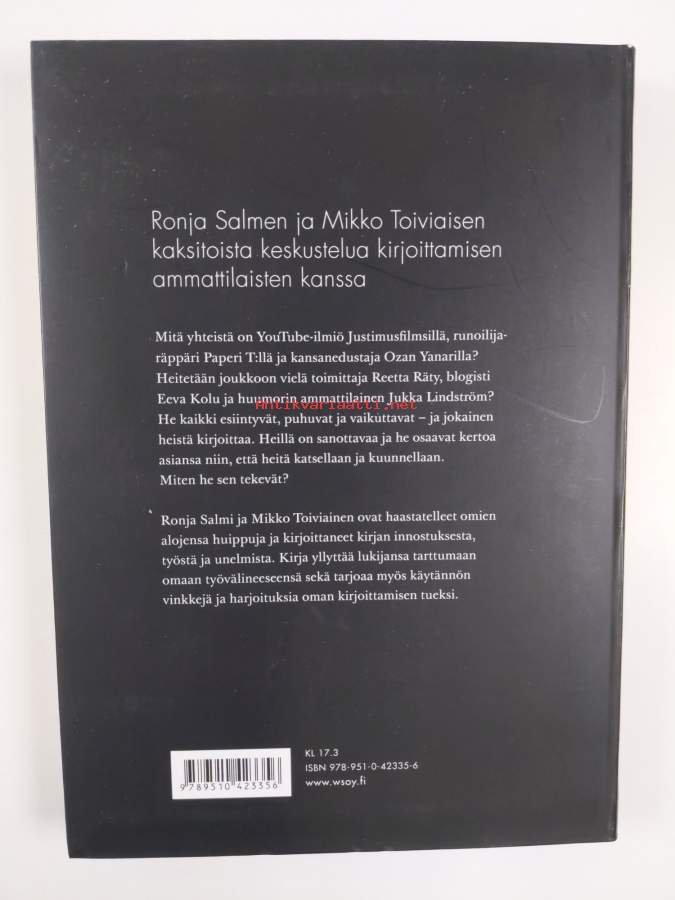 Ronja Salmen ja Mikko Toiviaisen
kaksitoista keskustelua kirjoittamisen
ammattilaisten kanssa
Mitä yhteistä on YouTube-ilmiö Justimusfilmsillä, runoilija-
räppäri Paperi T:llä ja kansanedustaja Ozan Yanarilla?
Heitetään joukkoon vielä toimittaja Reetta Räty, blogisti
Eeva Kolu ja huumorin ammattilainen Jukka Lindström?
Antikvariaatti.net
He kaikki esiintyvät, puhuvat ja vaikuttavat – ja jokainen
heistä kirjoittaa. Heillä on sanottavaa ja he osaavat kertoa
asiansa niin, että heitä katsellaan ja kuunnellaan.
Miten he sen tekevät?
Ronja Salmi ja Mikko Toiviainen ovat haastatelleet omien
alojensa huippuja ja kirjoittaneet kirjan innostuksesta,
työstä ja unelmista. Kirja yllyttää lukijansa tarttumaan
omaan työvälineeseensä sekä tarjoaa myös käytännön
vinkkejä ja harjoituksia oman kirjoittamisen tueksi.
KL 17.3
ISBN 978-951-0-42335-6
www.wsoy.fi
9 789510 423356